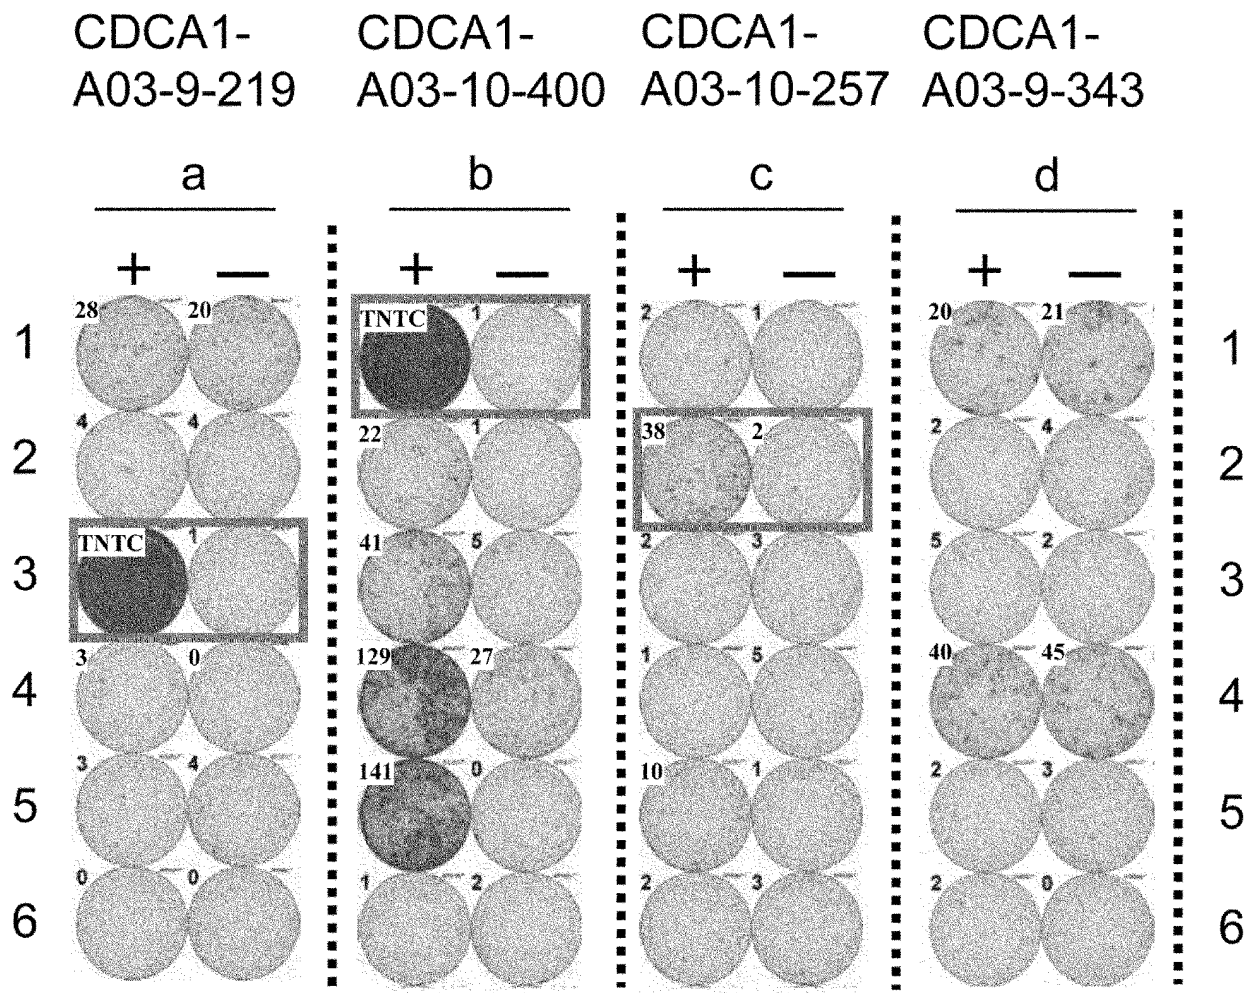 CDCA1- CDCA1- CDCA1- CDCA1-
A03-9-219 A03-10-400 A03-10-257 A03-9-343
a b c d
+ — + — + — + —
1 28 20 TNTC 1 2 1 20 21 1
2 4 4 22 1 38 2 2 4 2
3 TNTC 1 41 5 2 3 5 2 3
4 3 0 129 27 1 5 40 45 4
5 3 4 141 0 10 1 2 3 5
6 0 0 1 2 2 3 2 0 6